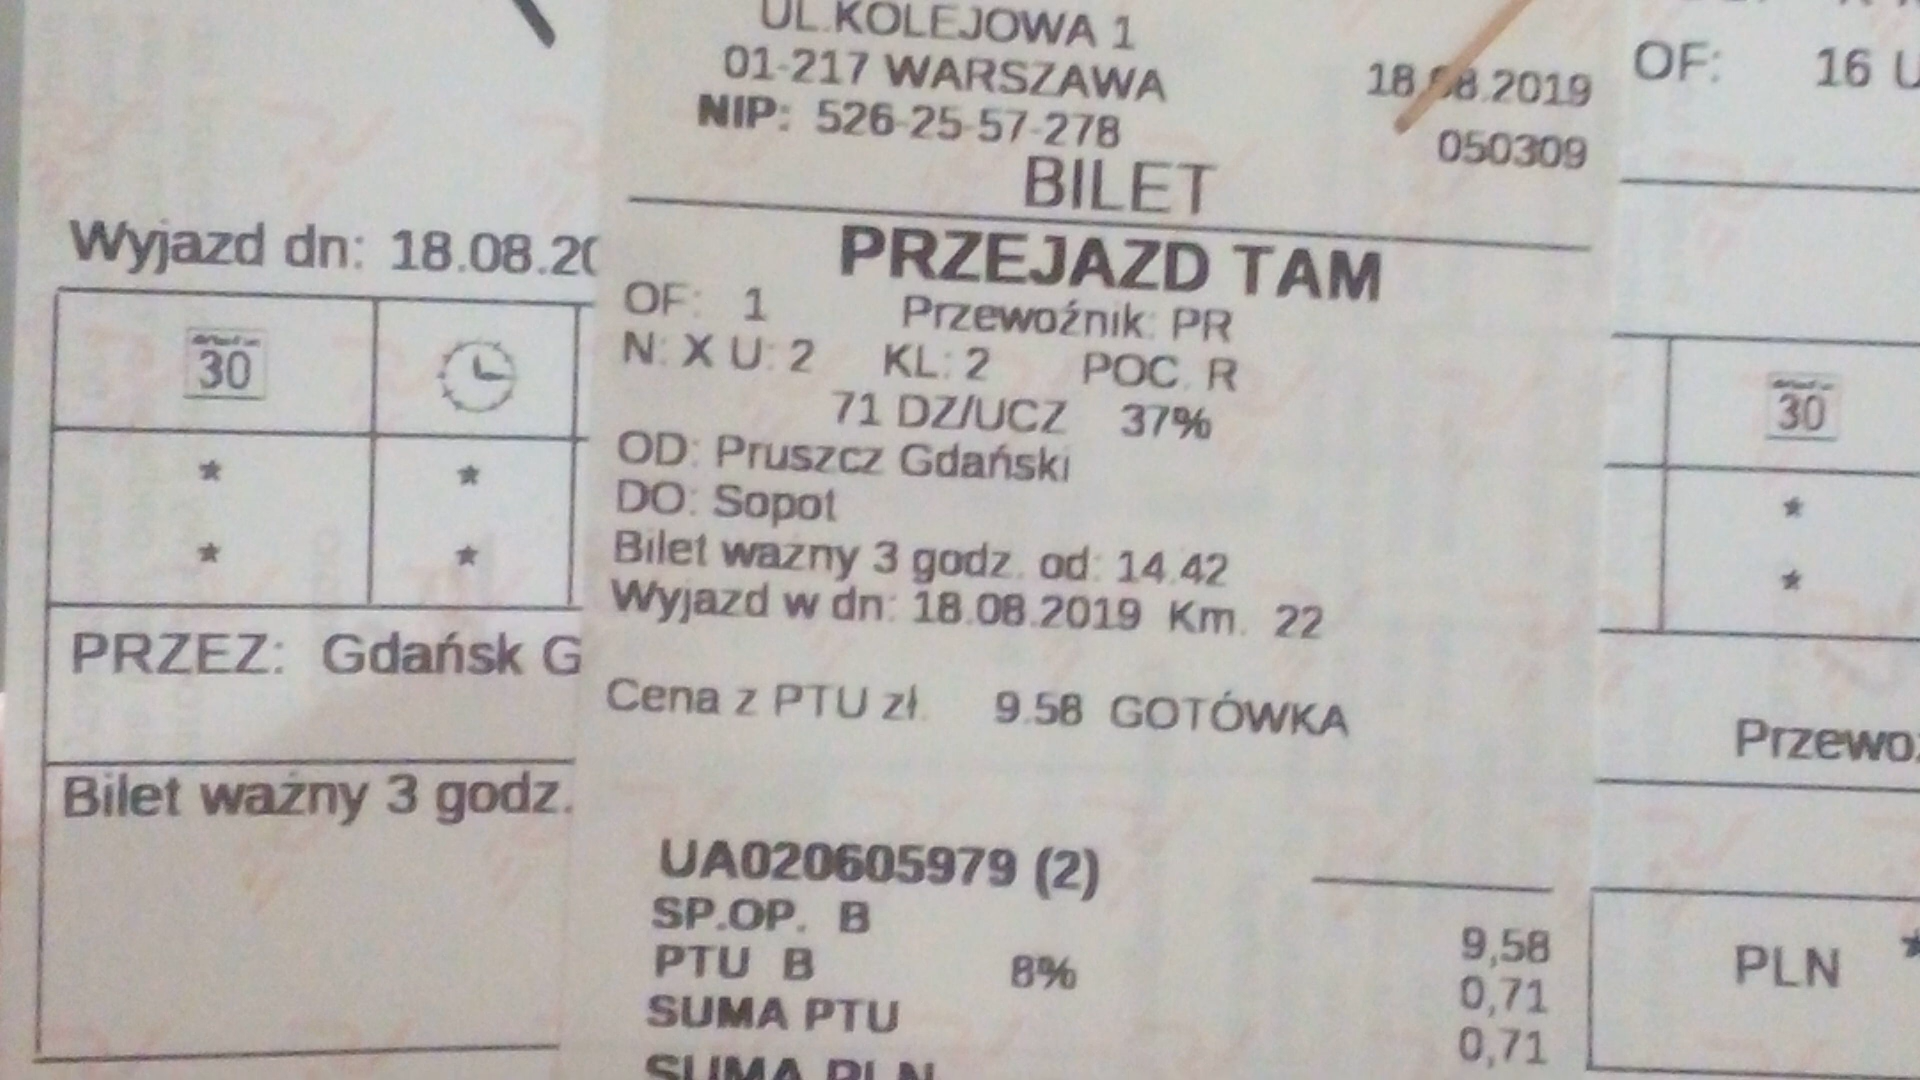 Wyjazd dn: 18.08.20
30
* *
* *
PRZEZ: Gdańsk G
Bilet ważny 3 godz.
UL.KOLEJOWA 1
01-217 WARSZAWA
NIP: 526-25-57-278
18.08.2019
050309
BILET
PRZEJAZD TAM
OF: 1 Przewoźnik: PR
N: X U: 2 KL: 2 POC. R
71 DZ/UCZ 37%
OD: Pruszcz Gdański
DO: Sopot
Bilet ważny 3 godz. od: 14.42
Wyjazd w dn: 18.08.2019 Km. 22
Cena z PTU zł. 9.58 GOTÓWKA
UA020605979 (2)
SP.OP. B 9,58
PTU B 8% 0,71
SUMA PTU 0,71
SUMA PLN
OF: 16 U
30
*
*
Przewoź
PLN *